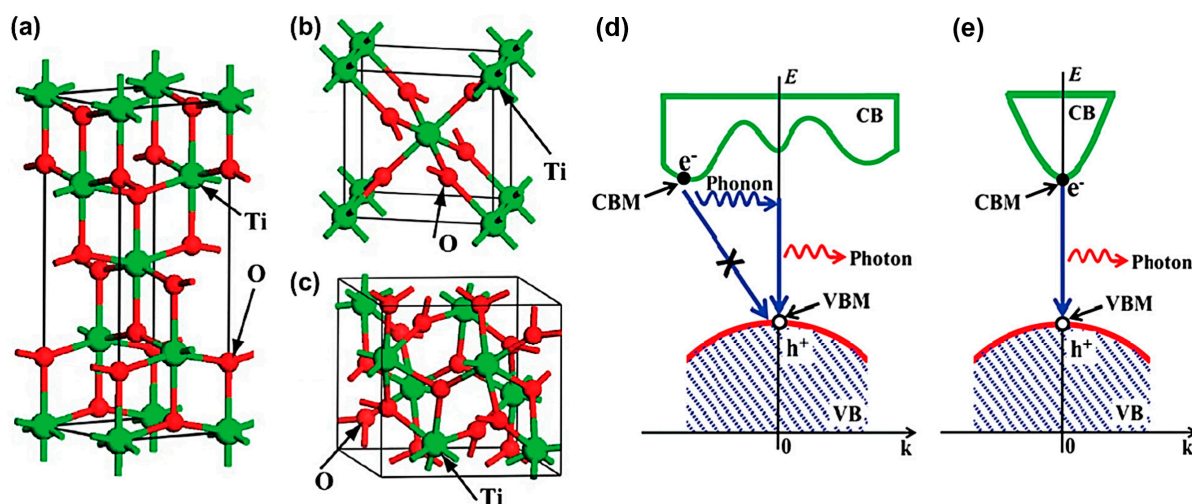 (a)
Ti
O
(b)
Ti
O
(c)
O
Ti
(d)
E
CB
e-
CBM
Phonon
Photon
VBM
h+
VB
0
k
(e)
E
CB
e-
CBM
Photon
VBM
h+
VB
0
k